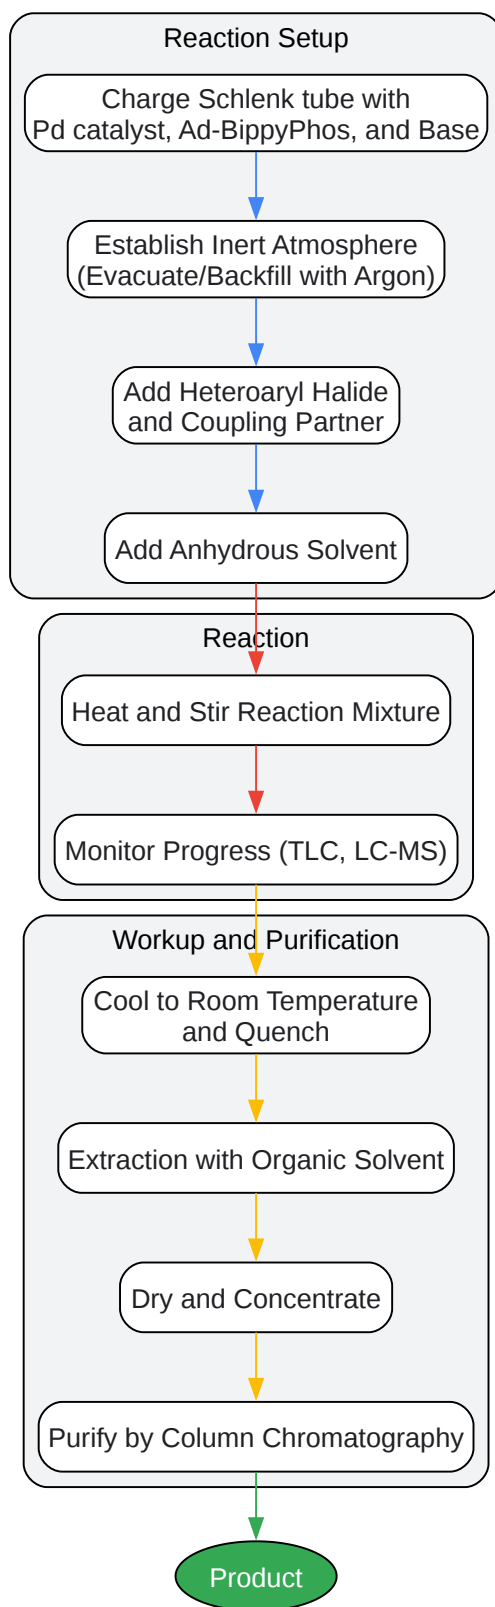 Reaction Setup
Charge Schlenk tube with
Pd catalyst, Ad-BippyPhos, and Base
Establish Inert Atmosphere
(Evacuate/Backfill with Argon)
Add Heteroaryl Halide
and Coupling Partner
Add Anhydrous Solvent
Reaction
Heat and Stir Reaction Mixture
Monitor Progress (TLC, LC-MS)
Workup and Purification
Cool to Room Temperature
and Quench
Extraction with Organic Solvent
Dry and Concentrate
Purify by Column Chromatography
Product